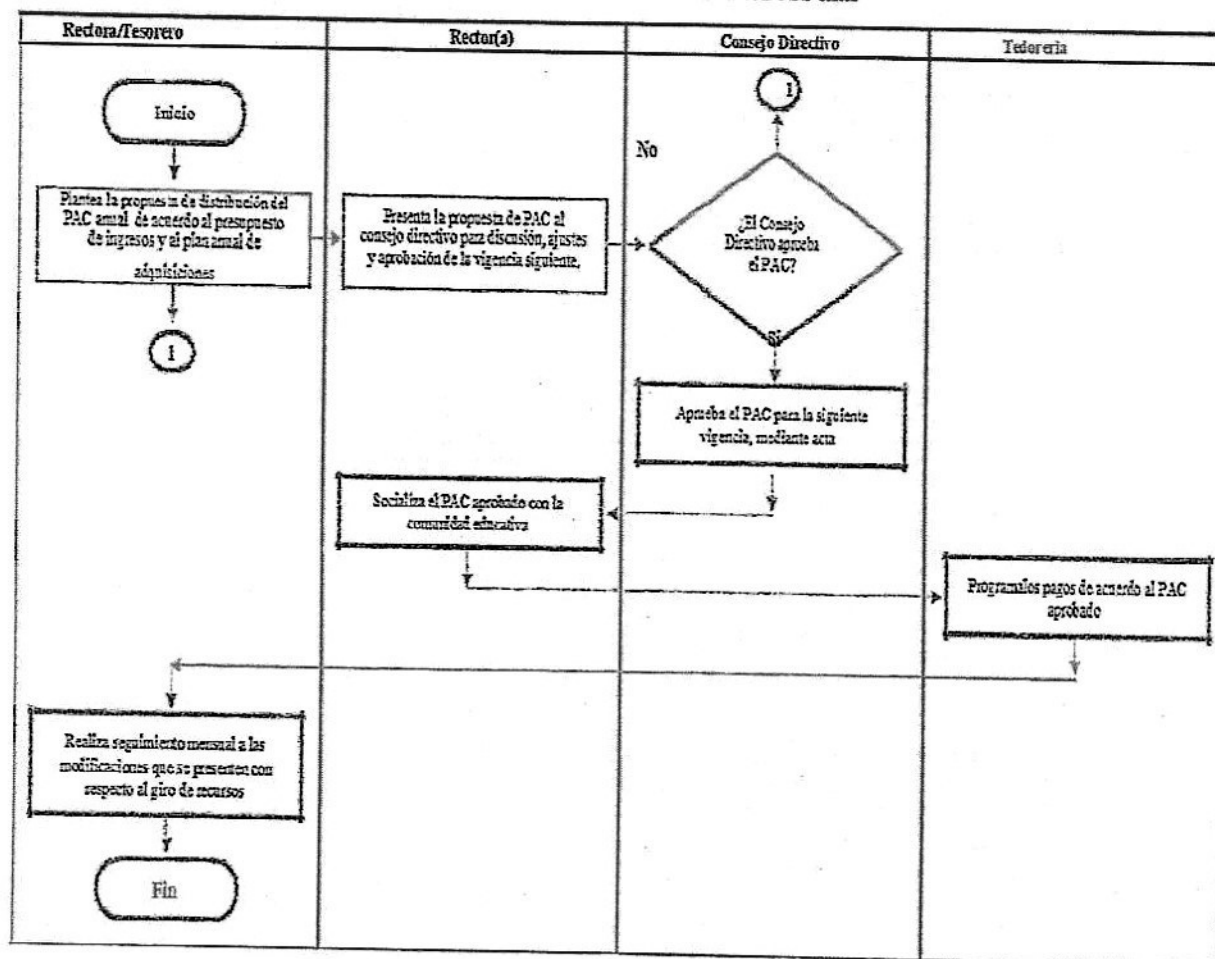 Rectora/Tesorero
Rector(a)
Consejo Directivo
Tedoreria
Inicio
1
No
Plantea la propuesta de distribución del
PAC anual de acuerdo al presupuesto
de ingresos y al plan anual de
adquisiciones
Presenta la propuesta de PAC al
consejo directivo para discusión, ajustes
y aprobación de la vigencia siguiente.
¿El Consejo
Directivo aprueba
el PAC?
1
Si
Aprueba el PAC para la siguiente
vigencia, mediante acta
Socializa el PAC aprobado con la
comunidad educativa
Programalos pagos de acuerdo al PAC
aprobado
Realiza seguimiento mensual a las
modificaciones que se presenten con
respecto al giro de recursos
Fin